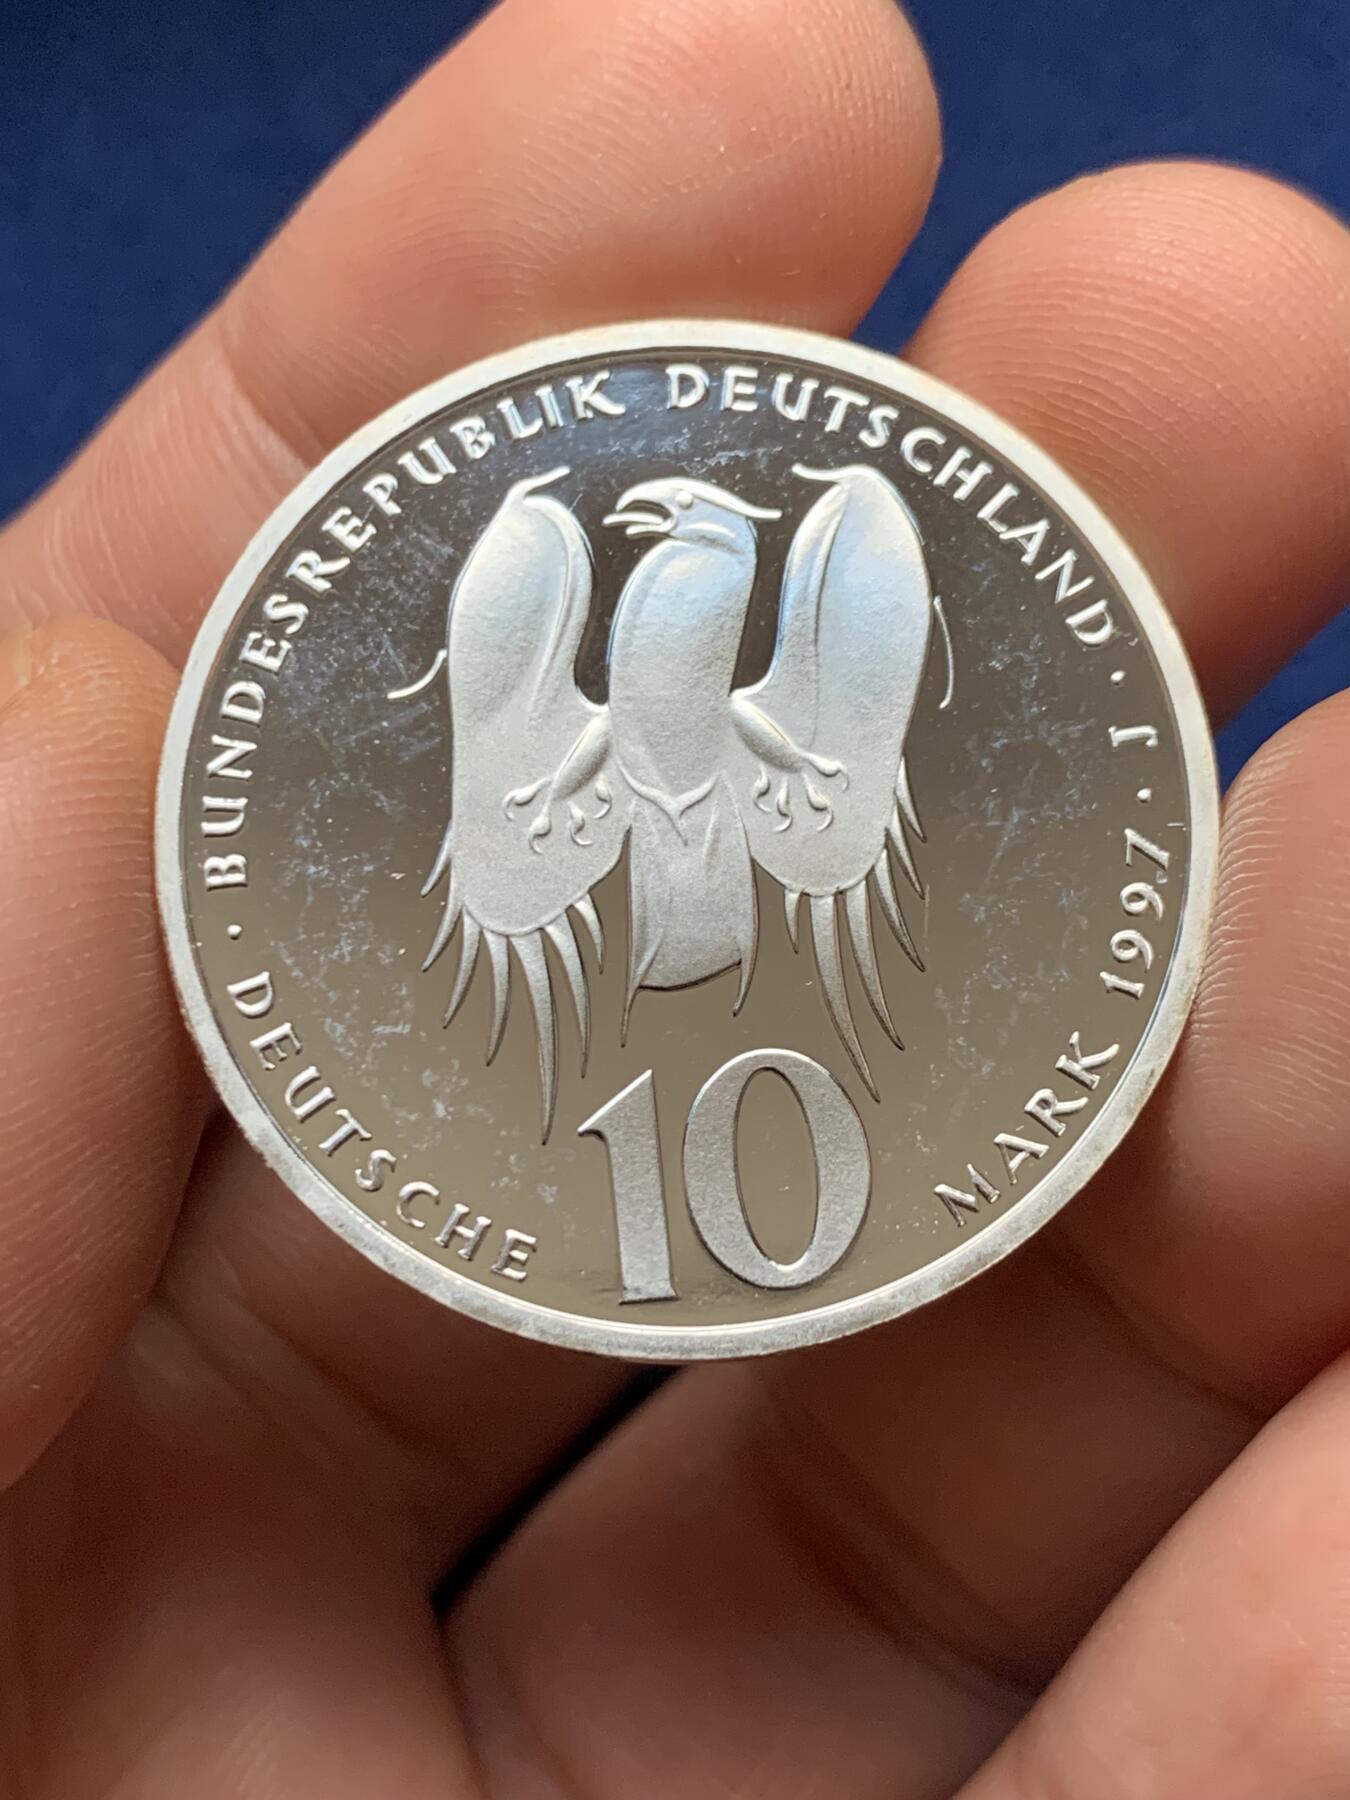 · BUNDESREPUBLIK DEUTSCHLAND · J · 1997
DEUTSCHE
10
MARK